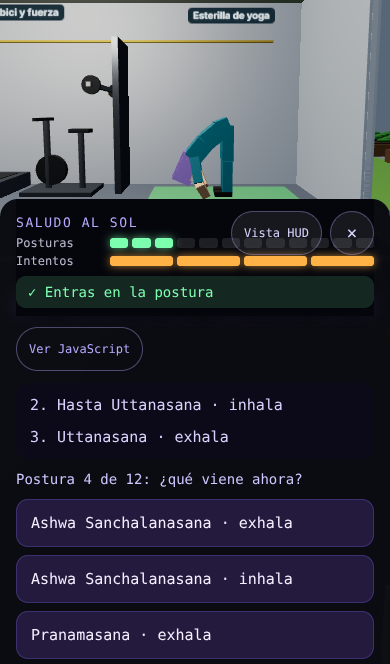 bici y fuerza
Esterilla de yoga
SALUDO AL SOL
Vista HUD
×
Posturas
Intentos
✓ Entras en la postura
Ver JavaScript
2. Hasta Uttanasana · inhala
3. Uttanasana · exhala
Postura 4 de 12: ¿qué viene ahora?
Ashwa Sanchalanasana · exhala
Ashwa Sanchalanasana · inhala
Pranamasana · exhala